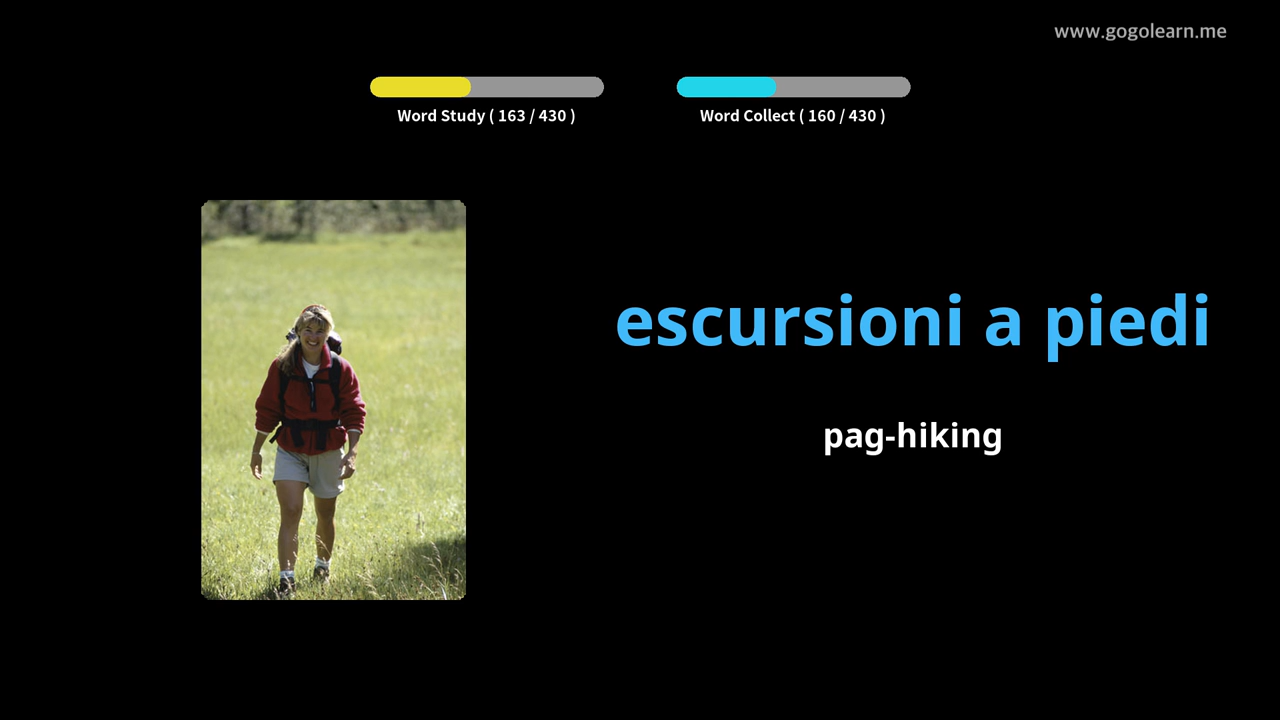 www.gogolearn.me
Word Study ( 163 / 430 )
Word Collect ( 160 / 430 )
escursioni a piedi
pag-hiking